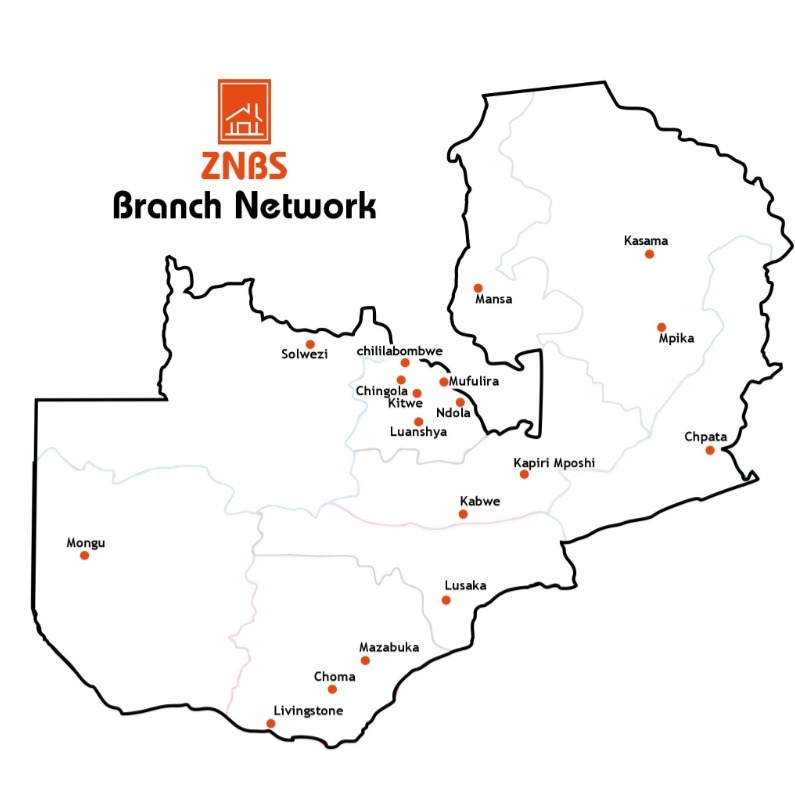 ZNBS
Branch Network
Kasama
Mansa
Mpika
Solwezi
chililabombwe
Chingola
Mufulira
Kitwe
Ndola
Luanshya
Chpata
Kapiri Mposhi
Kabwe
Mongu
Lusaka
Mazabuka
Choma
Livingstone